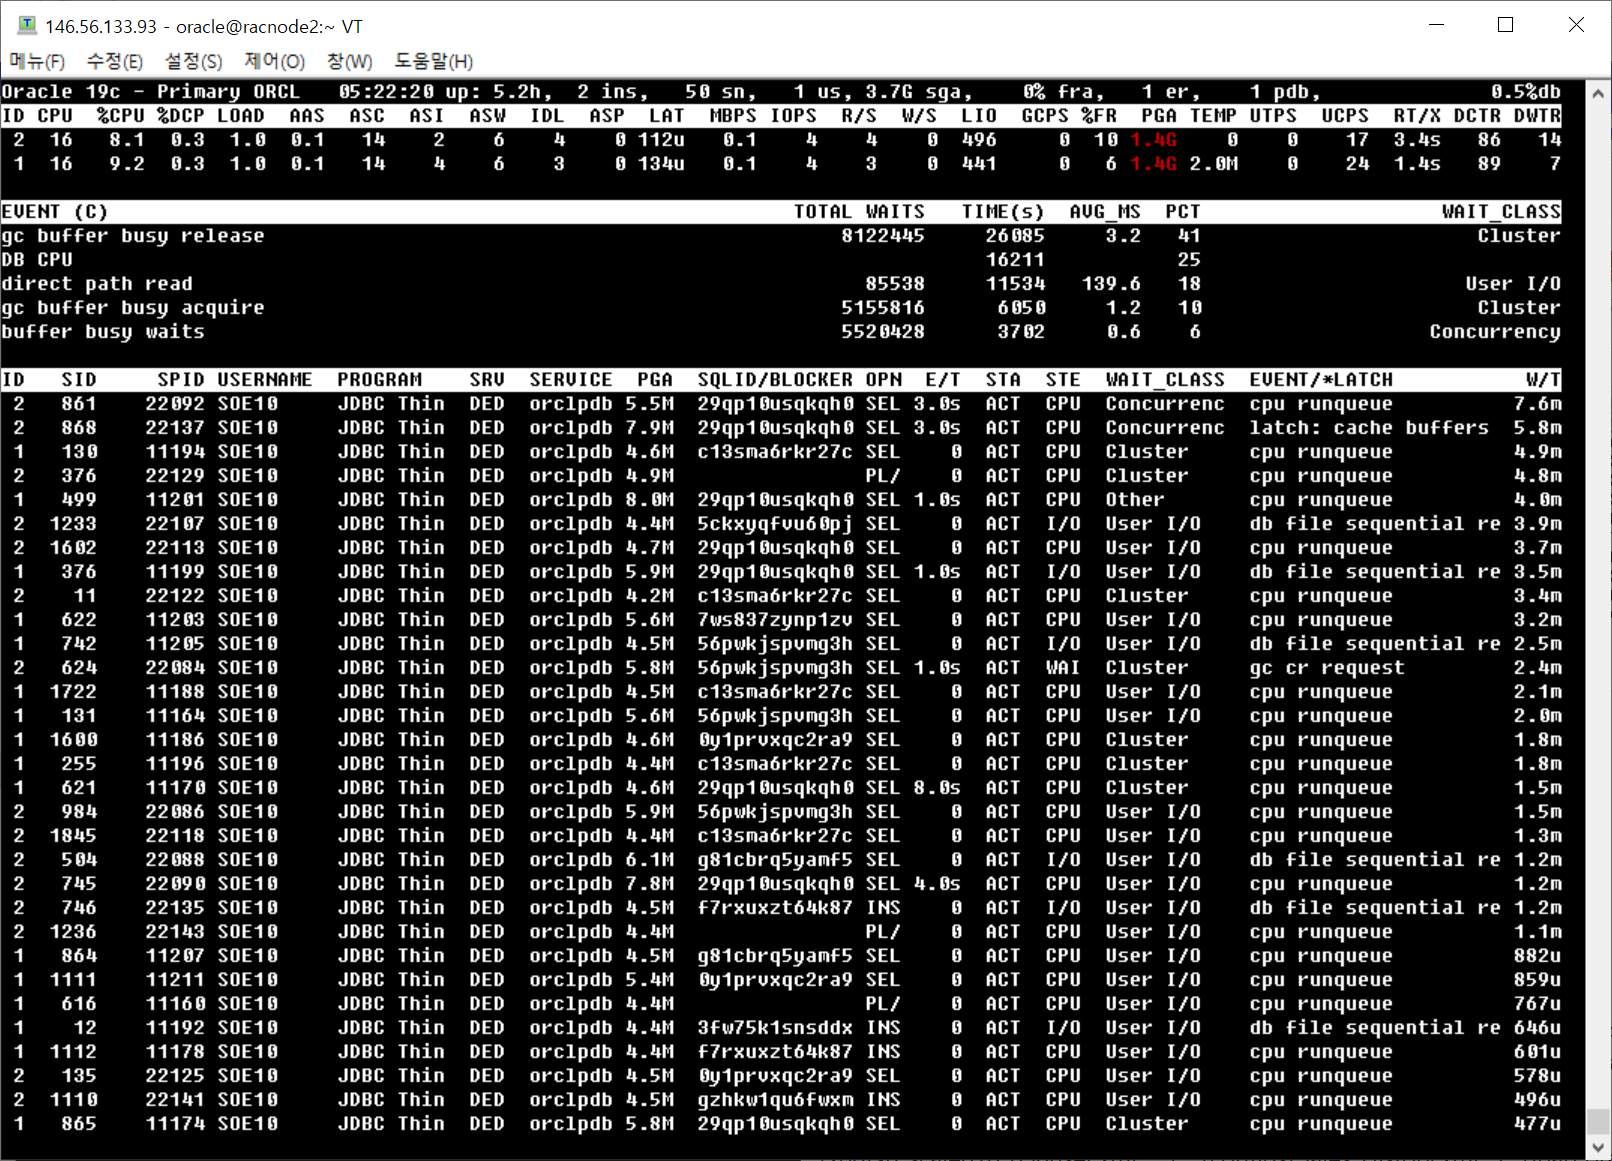 146.56.133.93 - oracle@racnode2:~ VT
메뉴(F) 수정(E) 설정(S) 제어(O) 창(W) 도움말(H)
Oracle 19c - Primary ORCL 05:22:20 up: 5.2h, 2 ins, 50 sn, 1 us, 3.7G sga, 0% fra, 1 er, 1 pdb, 0.5%db
ID CPU %CPU %DCP LOAD AAS ASC ASI ASW IDL ASP LAT MBPS IOPS R/S W/S LIO GCPS %FR PGA TEMP UTPS UCPS RT/X DCTR DWTR
2 16 8.1 0.3 1.0 0.1 14 2 6 4 0 112u 0.1 4 4 0 496 0 10 1.4G 0 0 17 3.4s 86 14
1 16 9.2 0.3 1.0 0.1 14 4 6 3 0 134u 0.1 4 3 0 441 0 6 1.4G 2.0M 0 24 1.4s 89 7
EVENT (C) TOTAL WAITS TIME(s) AVG_MS PCT WAIT_CLASS
gc buffer busy release 8122445 26085 3.2 41 Cluster
DB CPU 16211 25
direct path read 85538 11534 139.6 18 User I/O
gc buffer busy acquire 5155816 6050 1.2 10 Cluster
buffer busy waits 5520428 3702 0.6 6 Concurrency
ID SID SPID USERNAME PROGRAM SRV SERVICE PGA SQLID/BLOCKER OPN E/T STA STE WAIT_CLASS EVENT/*LATCH W/T
2 861 22092 SOE10 JDBC Thin DED orclpdb 5.5M 29qp10usqkqh0 SEL 3.0s ACT CPU Concurrenc cpu runqueue 7.6m
2 868 22137 SOE10 JDBC Thin DED orclpdb 7.9M 29qp10usqkqh0 SEL 3.0s ACT CPU Concurrenc latch: cache buffers 5.8m
1 130 11194 SOE10 JDBC Thin DED orclpdb 4.6M c13sma6rkr27c SEL 0 ACT CPU Cluster cpu runqueue 4.9m
2 376 22129 SOE10 JDBC Thin DED orclpdb 4.9M PL/ 0 ACT CPU Cluster cpu runqueue 4.8m
1 499 11201 SOE10 JDBC Thin DED orclpdb 8.0M 29qp10usqkqh0 SEL 1.0s ACT CPU Other cpu runqueue 4.0m
2 1233 22107 SOE10 JDBC Thin DED orclpdb 4.4M 5ckxyqfvu60pj SEL 0 ACT I/O User I/O db file sequential re 3.9m
2 1602 22113 SOE10 JDBC Thin DED orclpdb 4.7M 29qp10usqkqh0 SEL 0 ACT CPU User I/O cpu runqueue 3.7m
1 376 11199 SOE10 JDBC Thin DED orclpdb 5.9M 29qp10usqkqh0 SEL 1.0s ACT I/O User I/O db file sequential re 3.5m
2 11 22122 SOE10 JDBC Thin DED orclpdb 4.2M c13sma6rkr27c SEL 0 ACT CPU Cluster cpu runqueue 3.4m
1 622 11203 SOE10 JDBC Thin DED orclpdb 5.6M 7ws837zynp1zv SEL 0 ACT CPU User I/O cpu runqueue 3.2m
1 742 11205 SOE10 JDBC Thin DED orclpdb 4.5M 56pwkjspvmg3h SEL 0 ACT I/O User I/O db file sequential re 2.5m
2 624 22084 SOE10 JDBC Thin DED orclpdb 5.8M 56pwkjspvmg3h SEL 1.0s ACT WAI Cluster gc cr request 2.4m
1 1722 11188 SOE10 JDBC Thin DED orclpdb 4.5M c13sma6rkr27c SEL 0 ACT CPU User I/O cpu runqueue 2.1m
1 131 11164 SOE10 JDBC Thin DED orclpdb 5.6M 56pwkjspvmg3h SEL 0 ACT CPU User I/O cpu runqueue 2.0m
1 1600 11186 SOE10 JDBC Thin DED orclpdb 4.6M 0y1prvxqc2ra9 SEL 0 ACT CPU Cluster cpu runqueue 1.8m
1 255 11196 SOE10 JDBC Thin DED orclpdb 4.4M c13sma6rkr27c SEL 0 ACT CPU Cluster cpu runqueue 1.8m
1 621 11170 SOE10 JDBC Thin DED orclpdb 4.6M 29qp10usqkqh0 SEL 8.0s ACT CPU Cluster cpu runqueue 1.5m
2 984 22086 SOE10 JDBC Thin DED orclpdb 5.9M 56pwkjspvmg3h SEL 0 ACT CPU User I/O cpu runqueue 1.5m
2 1845 22118 SOE10 JDBC Thin DED orclpdb 4.4M c13sma6rkr27c SEL 0 ACT CPU User I/O cpu runqueue 1.3m
2 504 22088 SOE10 JDBC Thin DED orclpdb 6.1M g81cbrq5yamf5 SEL 0 ACT I/O User I/O db file sequential re 1.2m
2 745 22090 SOE10 JDBC Thin DED orclpdb 7.8M 29qp10usqkqh0 SEL 4.0s ACT CPU User I/O cpu runqueue 1.2m
2 746 22135 SOE10 JDBC Thin DED orclpdb 4.5M f7rxuxzt64k87 INS 0 ACT I/O User I/O db file sequential re 1.2m
2 1236 22143 SOE10 JDBC Thin DED orclpdb 4.4M PL/ 0 ACT CPU User I/O cpu runqueue 1.1m
1 864 11207 SOE10 JDBC Thin DED orclpdb 4.5M g81cbrq5yamf5 SEL 0 ACT CPU User I/O cpu runqueue 882u
1 1111 11211 SOE10 JDBC Thin DED orclpdb 5.4M 0y1prvxqc2ra9 SEL 0 ACT CPU User I/O cpu runqueue 859u
1 616 11160 SOE10 JDBC Thin DED orclpdb 4.4M PL/ 0 ACT CPU User I/O cpu runqueue 767u
1 12 11192 SOE10 JDBC Thin DED orclpdb 4.4M 3fw75k1snsddx INS 0 ACT I/O User I/O db file sequential re 646u
1 1112 11178 SOE10 JDBC Thin DED orclpdb 4.4M f7rxuxzt64k87 INS 0 ACT CPU User I/O cpu runqueue 601u
2 135 22125 SOE10 JDBC Thin DED orclpdb 4.5M 0y1prvxqc2ra9 SEL 0 ACT CPU User I/O cpu runqueue 578u
2 1110 22141 SOE10 JDBC Thin DED orclpdb 4.5M gzhkw1qu6fwxm INS 0 ACT CPU User I/O cpu runqueue 496u
1 865 11174 SOE10 JDBC Thin DED orclpdb 5.8M 29qp10usqkqh0 SEL 0 ACT CPU Cluster cpu runqueue 477u